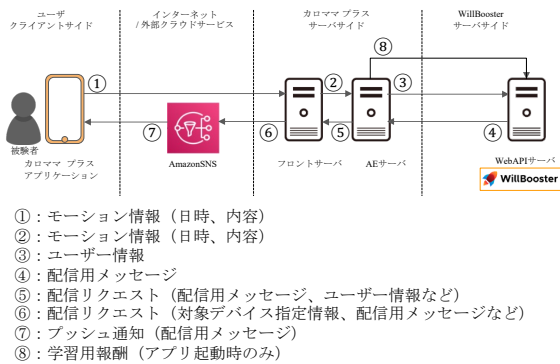 ユーザ
クライアントサイド
インターネット
/外部クラウドサービス
カロママ プラス
サーバサイド
WillBooster
サーバサイド
⑧
①
②
③
被験者
⑦
⑥
⑤
④
カロママ プラス
アプリケーション
AmazonSNS
フロントサーバ
AEサーバ
WebAPIサーバ
WillBooster
①：モーション情報（日時、内容）
②：モーション情報（日時、内容）
③：ユーザー情報
④：配信用メッセージ
⑤：配信リクエスト（配信用メッセージ、ユーザー情報など）
⑥：配信リクエスト（対象デバイス指定情報、配信用メッセージなど）
⑦：プッシュ通知（配信用メッセージ）
⑧：学習用報酬（アプリ起動時のみ）